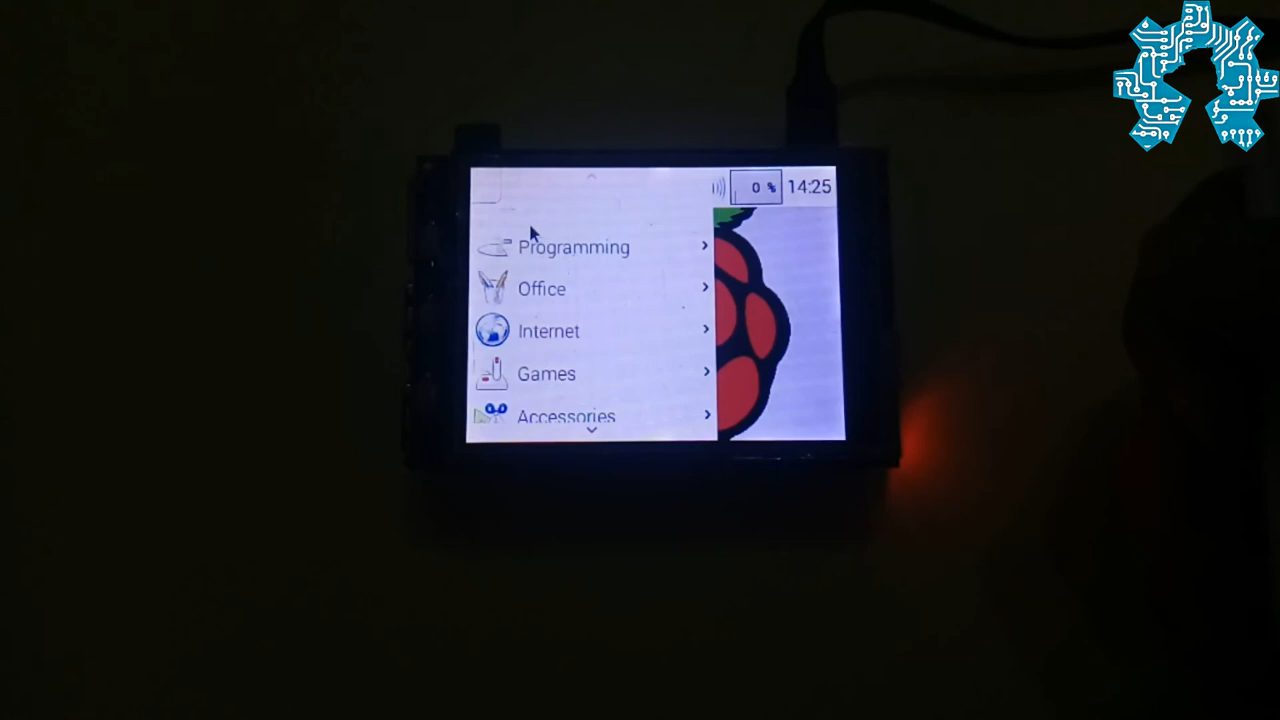 0 %
14:25
Programming
Office
Internet
Games
Accessories